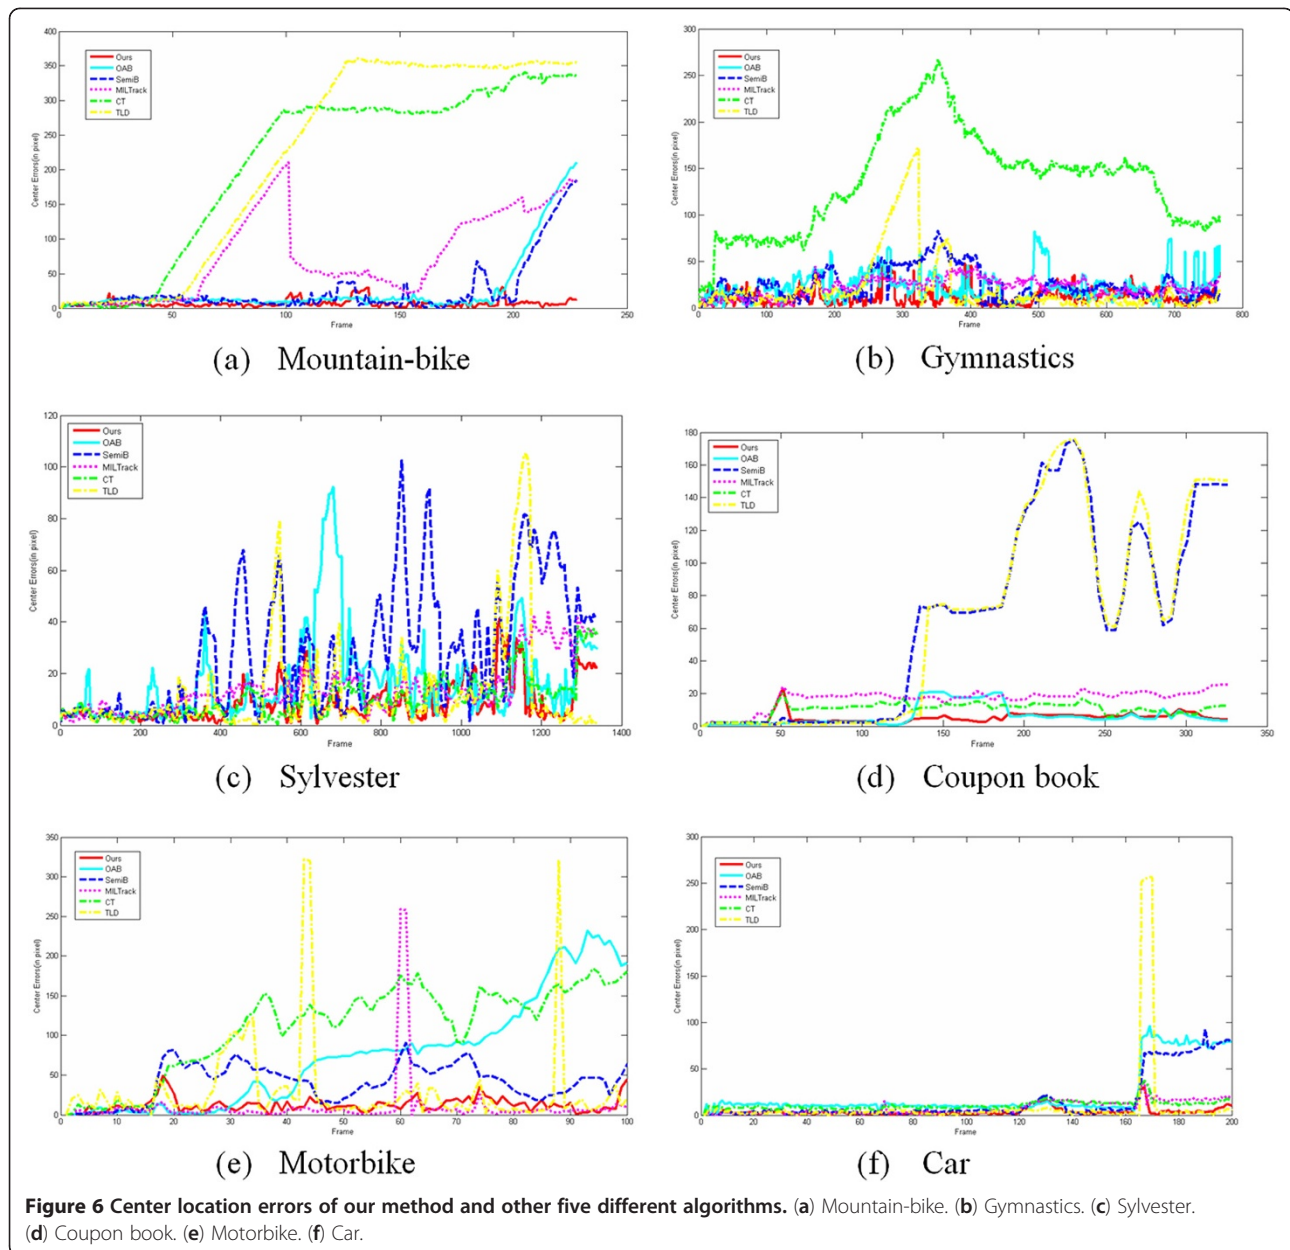 400
350
300
250
200
150
100
50
0
Center Errors(in pixel)
Ours
OAB
SemiB
MILTrack
CT
TLD
0 50 100 150 200 250
Frame
(a) Mountain-bike
300
250
200
150
100
50
0
Center Errors(in pixel)
Ours
OAB
SemiB
MILTrack
CT
TLD
0 100 200 300 400 500 600 700 800
Frame
(b) Gymnastics
120
100
80
60
40
20
0
Center Errors(in pixel)
Ours
OAB
SemiB
MILTrack
CT
TLD
0 200 400 600 800 1000 1200 1400
Frame
(c) Sylvester
180
160
140
120
100
80
60
40
20
0
Center Errors(in pixel)
Ours
OAB
SemiB
MILTrack
CT
TLD
0 50 100 150 200 250 300 350
Frame
(d) Coupon book
350
300
250
200
150
100
50
0
Center Errors(in pixel)
Ours
OAB
SemiB
MILTrack
CT
TLD
0 10 20 30 40 50 60 70 80 90 100
Frame
(e) Motorbike
300
250
200
150
100
50
0
Center Errors(in pixel)
Ours
OAB
SemiB
MILTrack
CT
TLD
0 20 40 60 80 100 120 140 160 180 200
Frame
(f) Car
Figure 6 Center location errors of our method and other five different algorithms. (a) Mountain-bike. (b) Gymnastics. (c) Sylvester.
(d) Coupon book. (e) Motorbike. (f) Car.